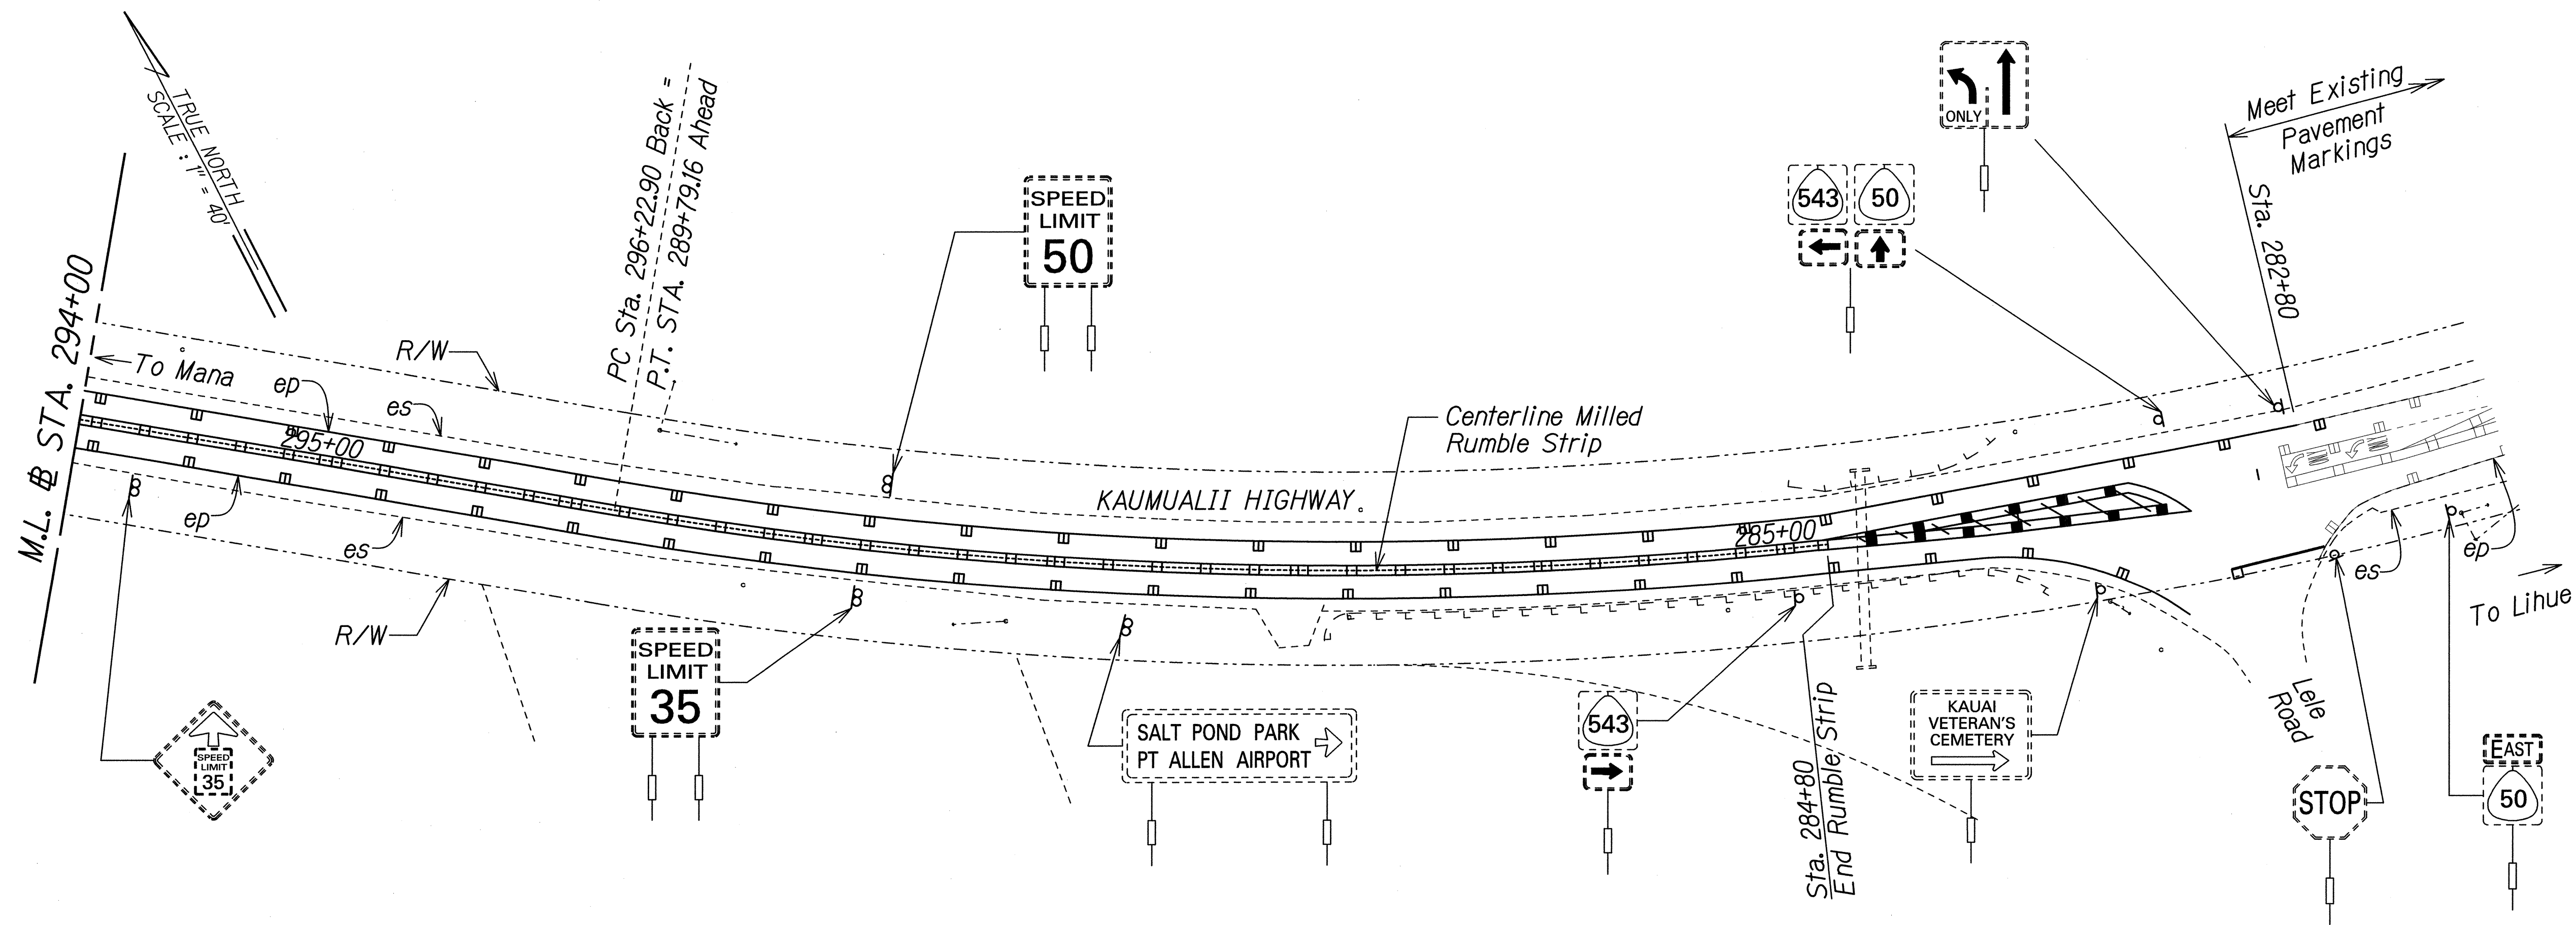 TRUE NORTH
SCALE : 1" = 40'
M.L. B STA. 294+00
To Mana
R/W
ep
es
295+00
ep
es
R/W
PC Sta. 296+22.90 Back =
P.T. STA. 289+79.16 Ahead
SPEED
LIMIT
50
KAUMUALII HIGHWAY
Centerline Milled
Rumble Strip
543
50
ONLY
Meet Existing
Pavement
Markings
Sta. 282+80
285+00
SPEED
LIMIT
35
SPEED
LIMIT
35
SALT POND PARK
PT ALLEN AIRPORT
543
Sta. 284+80
End Rumble Strip
KAUAI
VETERAN'S
CEMETERY
Lele
Road
STOP
es
ep
To Lihue
EAST
50